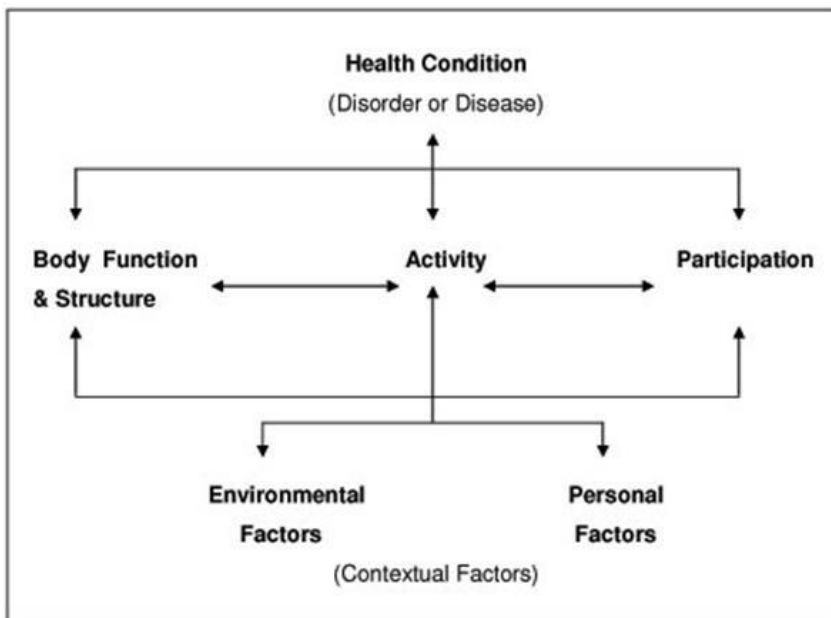 Health Condition
(Disorder or Disease)
Body Function
& Structure
Activity
Participation
Environmental
Factors
Personal
Factors
(Contextual Factors)